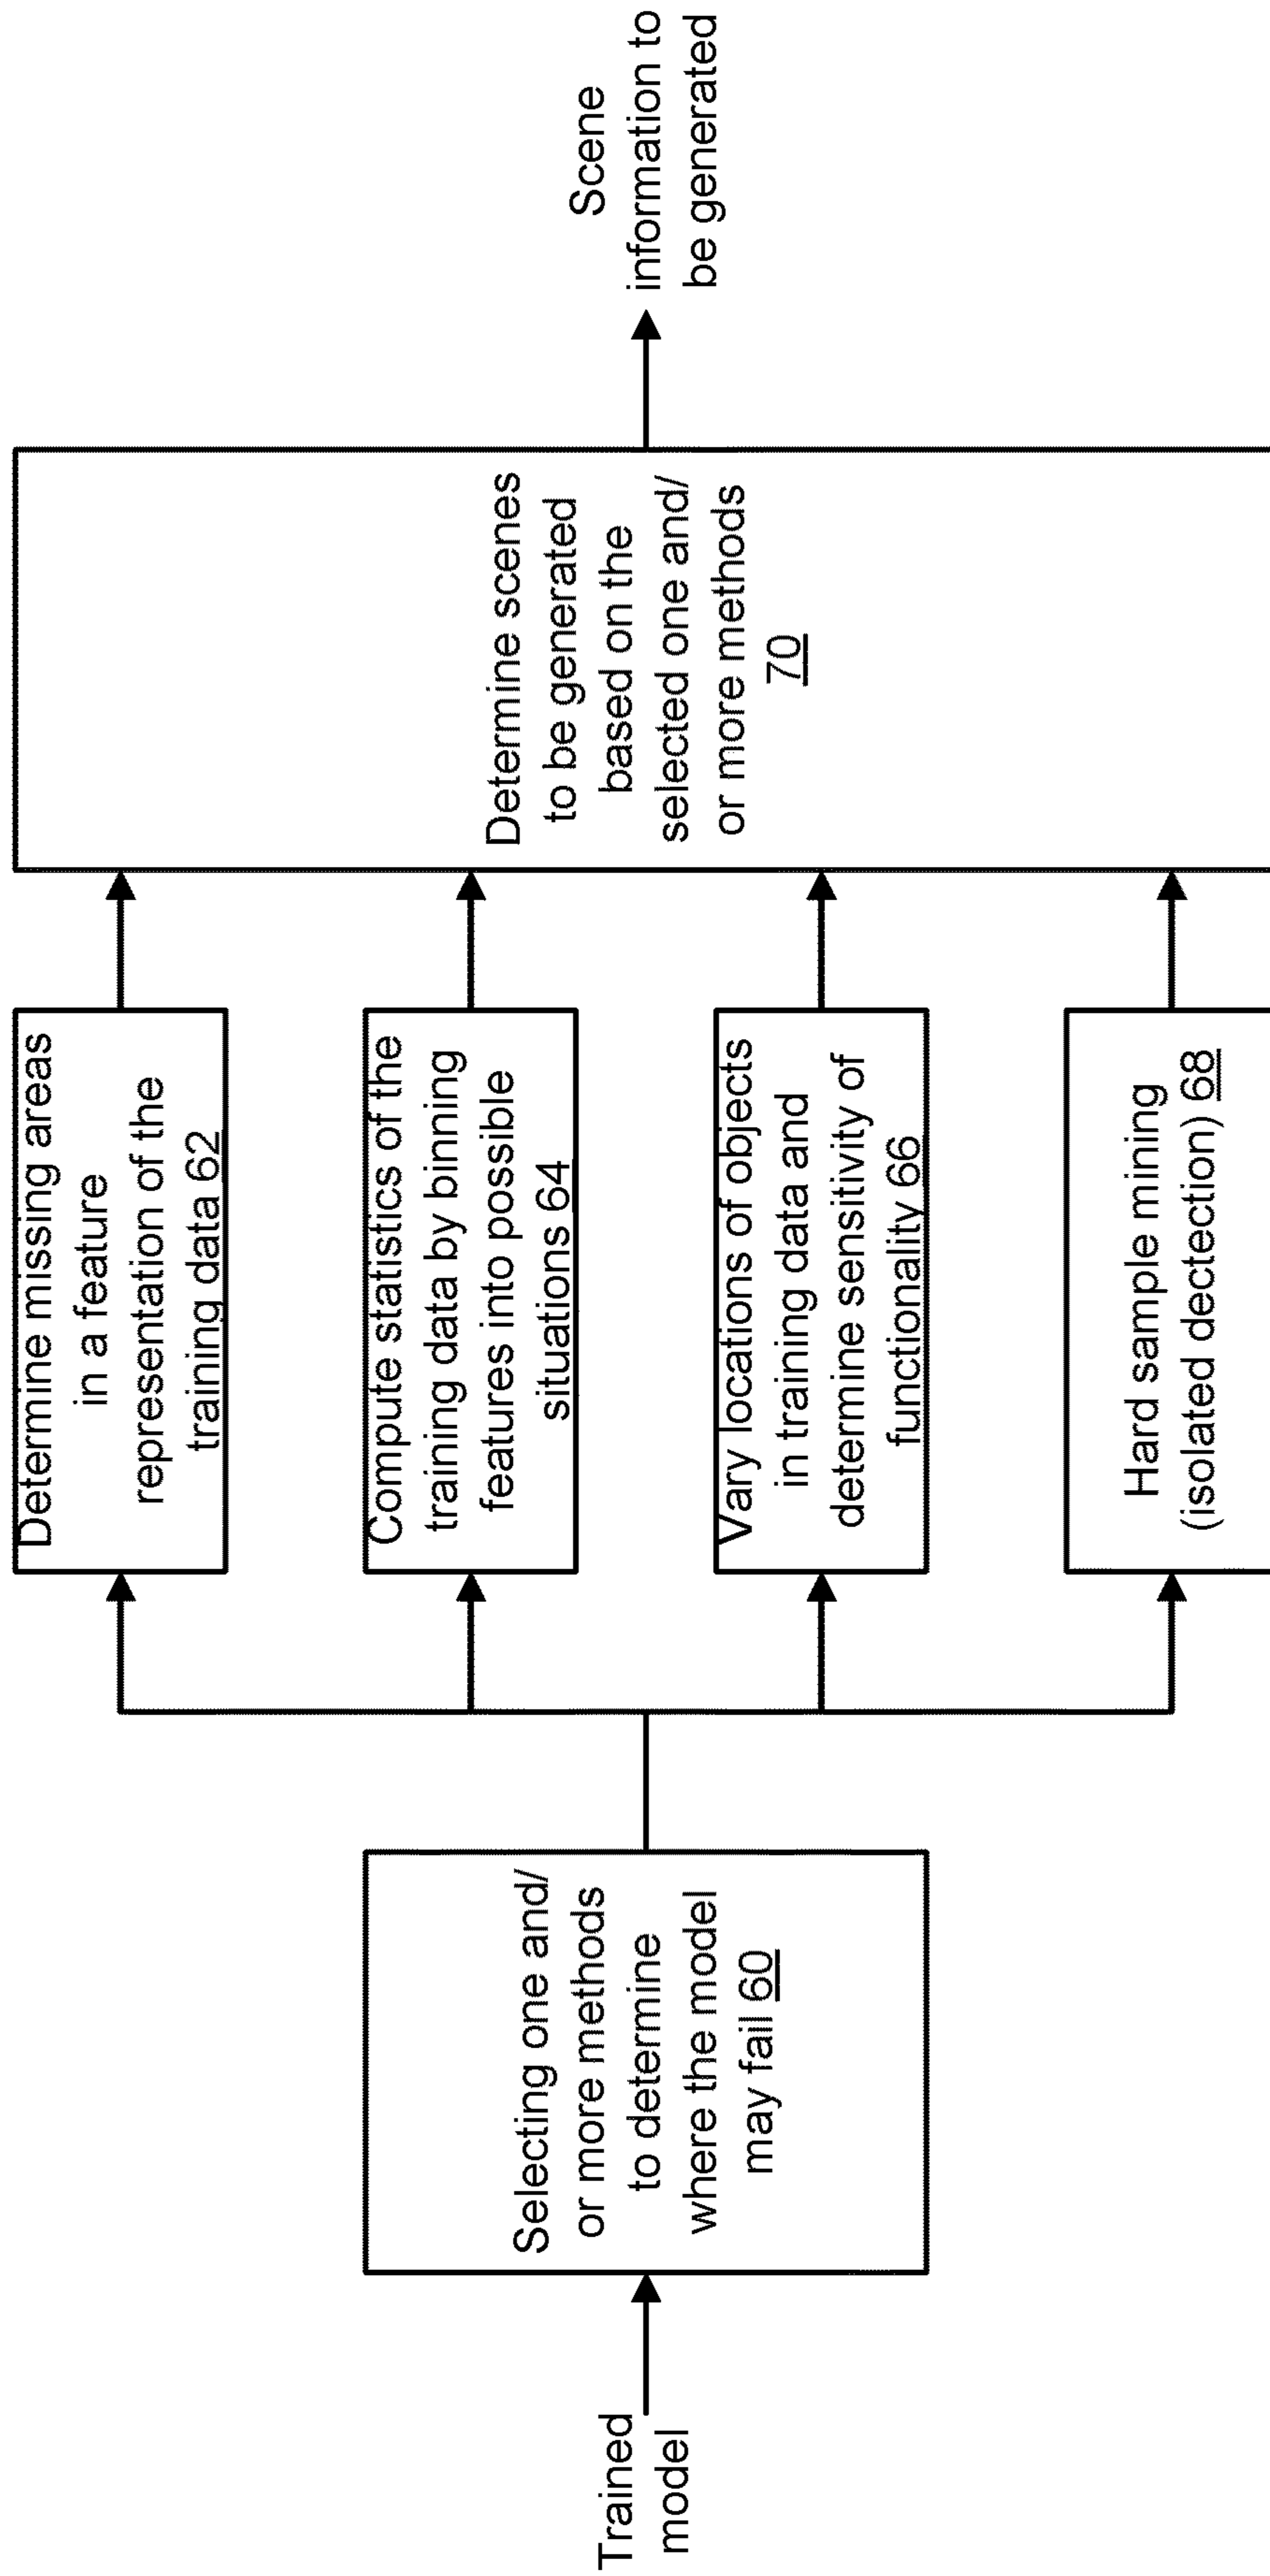 Trained
model
Selecting one and/
or more methods
to determine
where the model
may fail 60
Determine missing areas
in a feature
representation of the
training data 62
Compute statistics of the
training data by binning
features into possible
situations 64
Vary locations of objects
in training data and
determine sensitivity of
functionality 66
Hard sample mining
(isolated dectection) 68
Determine scenes
to be generated
based on the
selected one and/
or more methods
70
Scene
information to
be generated